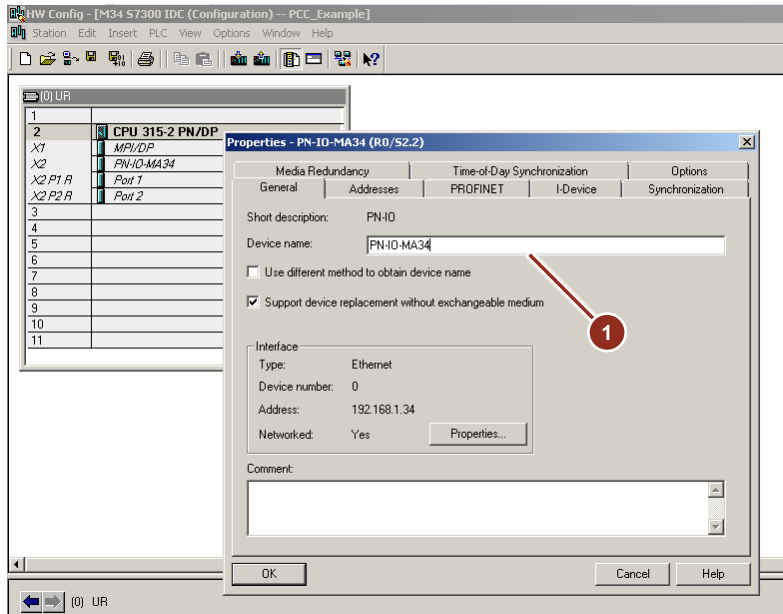 HW Config - [M34 S7300 IDC (Configuration) -- PCC_Example]
Station Edit Insert PLC View Options Window Help
(0) UR
1
2 CPU 315-2 PN/DP
X1 MPI/DP
X2 PN-IO-MA34
X2 P1 R Port 1
X2 P2 R Port 2
3
4
5
6
7
8
9
10
11
Properties - PN-IO-MA34 (R0/S2.2)
Media Redundancy Time-of-Day Synchronization Options
General Addresses PROFINET I-Device Synchronization
Short description: PN-IO
Device name: PN-IO-MA34
Use different method to obtain device name
Support device replacement without exchangeable medium
1
Interface
Type: Ethernet
Device number: 0
Address: 192.168.1.34
Networked: Yes Properties...
Comment:
OK Cancel Help
(0) UR